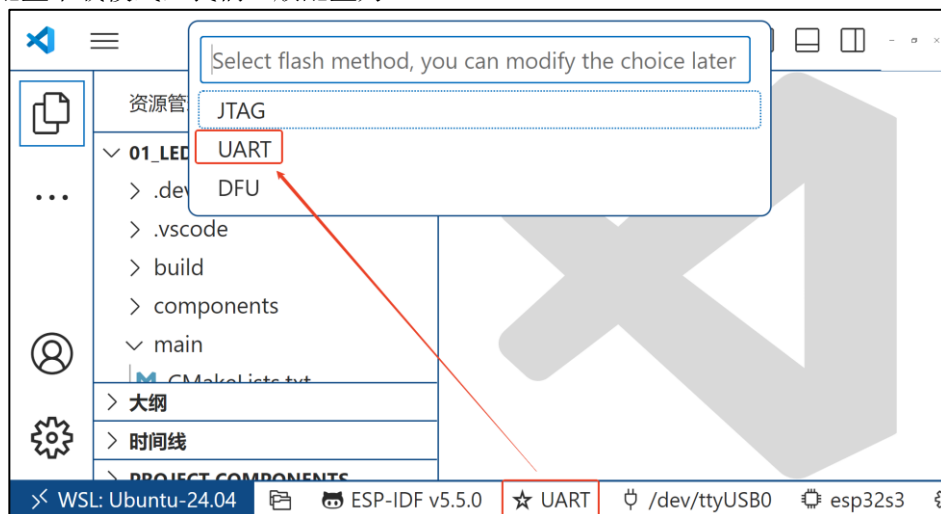 Select flash method, you can modify the choice later
JTAG
UART
DFU
资源管
01_LED
.dev
.vscode
build
components
main
CMakeLists.txt
大纲
时间线
PROJECT COMPONENTS
WSL: Ubuntu-24.04 ESP-IDF v5.5.0 UART /dev/ttyUSB0 esp32s3